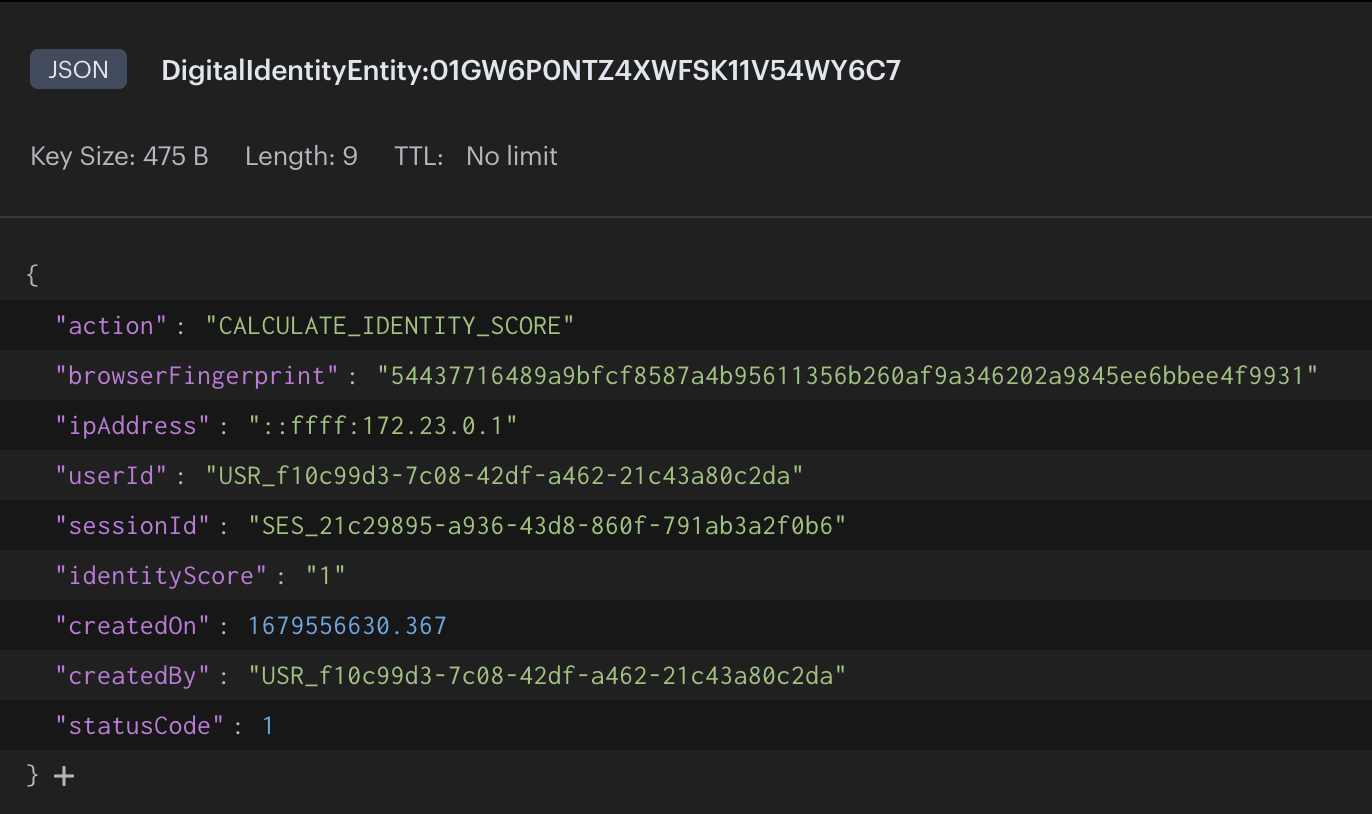 JSON DigitalIdentityEntity:01GW6P0NTZ4XWFSK11V54WY6C7
Key Size: 475 B Length: 9 TTL: No limit
{
"action" : "CALCULATE_IDENTITY_SCORE"
"browserFingerprint" : "54437716489a9bfcf8587a4b95611356b260af9a346202a9845ee6bbee4f9931"
"ipAddress" : "::ffff:172.23.0.1"
"userId" : "USR_f10c99d3-7c08-42df-a462-21c43a80c2da"
"sessionId" : "SES_21c29895-a936-43d8-860f-791ab3a2f0b6"
"identityScore" : "1"
"createdOn" : 1679556630.367
"createdBy" : "USR_f10c99d3-7c08-42df-a462-21c43a80c2da"
"statusCode" : 1
} +